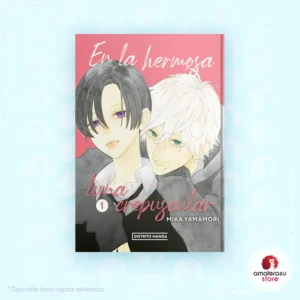 En la hermosa
luna
1
crepuscular
MIKA YAMAMORI
DISTRITO MANGA
* Disponible hasta agotar existencias.
amaterasu
store